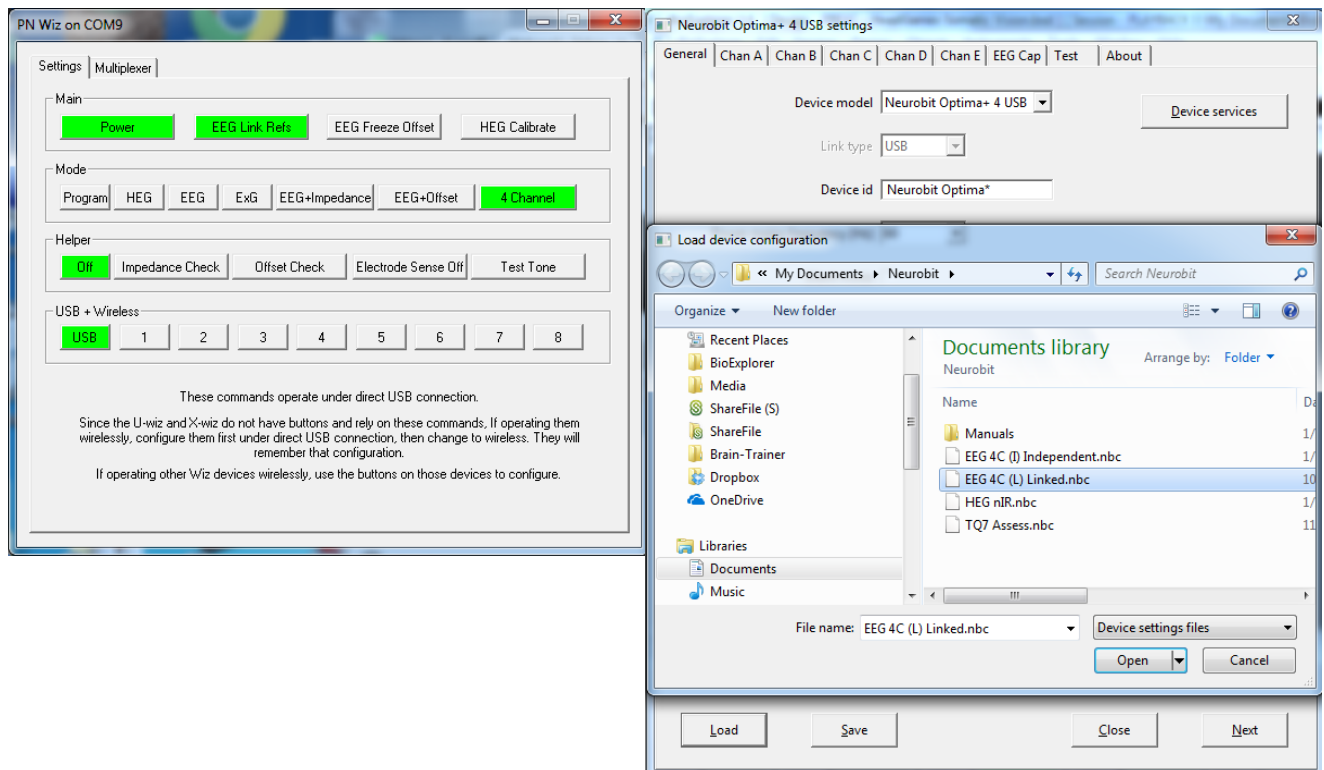 PN Wiz on COM9
Settings Multiplexer
Main
Power EEG Link Refs EEG Freeze Offset HEG Calibrate
Mode
Program HEG EEG ExG EEG+Impedance EEG+Offset 4 Channel
Helper
Off Impedance Check Offset Check Electrode Sense Off Test Tone
USB + Wireless
USB 1 2 3 4 5 6 7 8
These commands operate under direct USB connection.
Since the U-wiz and X-wiz do not have buttons and rely on these commands, If operating them
wirelessly, configure them first under direct USB connection, then change to wireless. They will
remember that configuration.
If operating other Wiz devices wirelessly, use the buttons on those devices to configure.
Neurobit Optima+ 4 USB settings
General Chan A Chan B Chan C Chan D Chan E EEG Cap Test About
Device model Neurobit Optima+ 4 USB Device services
Link type USB
Device id Neurobit Optima*
Load device configuration
« My Documents Neurobit Search Neurobit
Organize New folder
Recent Places
BioExplorer
Media
ShareFile (S)
ShareFile
Brain-Trainer
Dropbox
OneDrive
Libraries
Documents
Music
Documents library
Neurobit
Arrange by: Folder
Name Da
Manuals 1/
EEG 4C (I) Independent.nbc 1/
EEG 4C (L) Linked.nbc 10
HEG nIR.nbc 1/
TQ7 Assess.nbc 11
File name: EEG 4C (L) Linked.nbc Device settings files
Open Cancel
Load Save Close Next